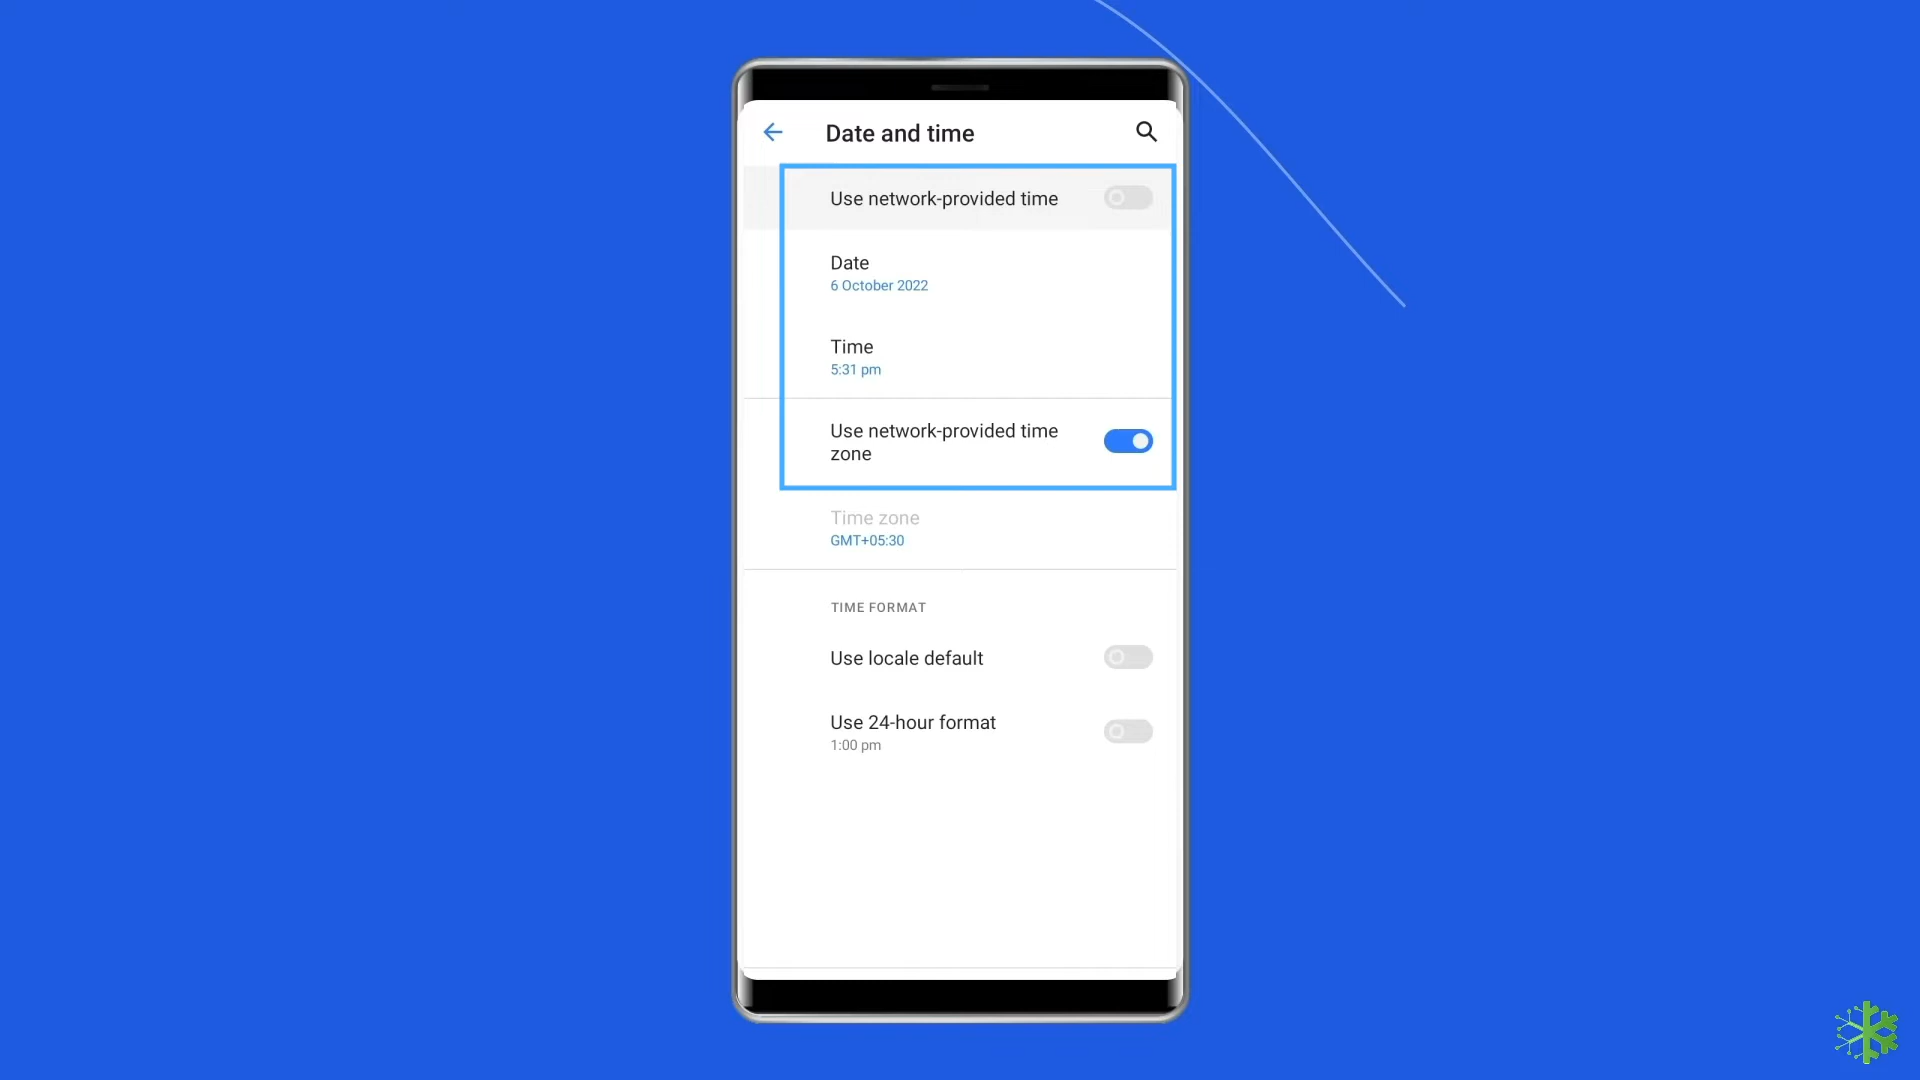 Date and time
Use network-provided time
Date
6 October 2022
Time
5:31 pm
Use network-provided time
zone
Time zone
GMT+05:30
TIME FORMAT
Use locale default
Use 24-hour format
1:00 pm